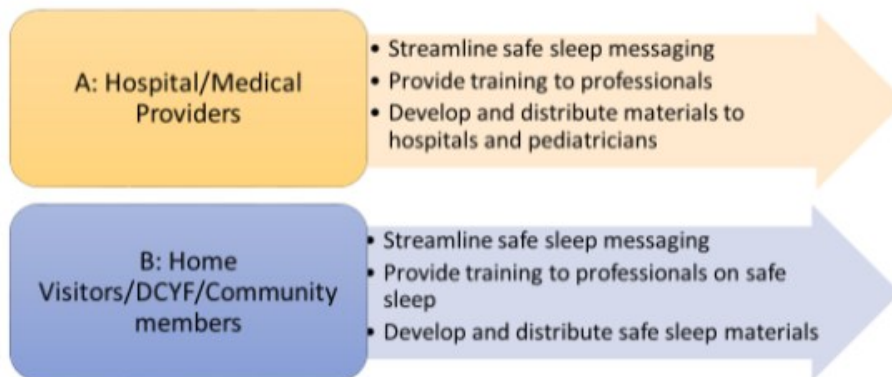 A: Hospital/Medical
Providers
• Streamline safe sleep messaging
• Provide training to professionals
• Develop and distribute materials to
hospitals and pediatricians
B: Home
Visitors/DCYF/Community
members
• Streamline safe sleep messaging
• Provide training to professionals on safe
sleep
• Develop and distribute safe sleep materials